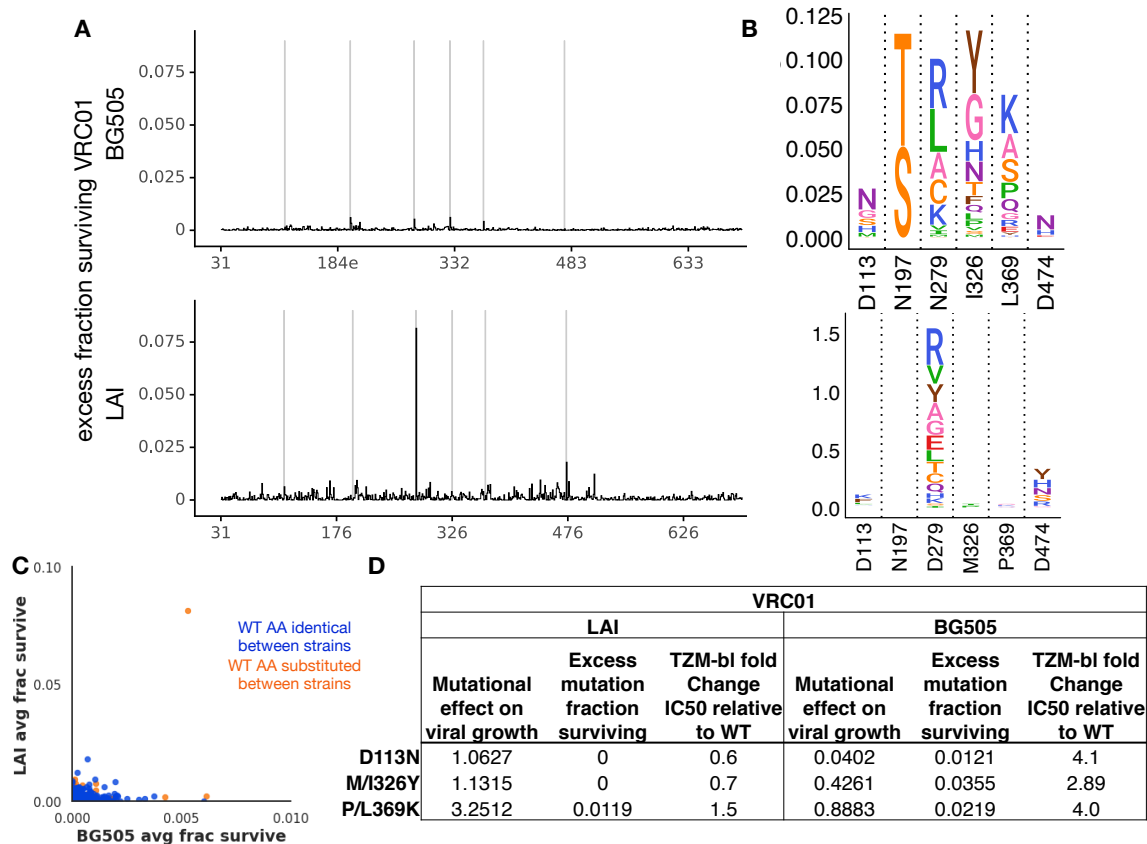 A
excess fraction surviving VRC01
BG505
LAI
0.075
0.050
0.025
0
31
184e
332
483
633
0.075
0.050
0.025
0
31
176
326
476
626
B
0.125
0.100
0.075
0.050
0.025
0.000
N
G
S
H
T
S
R
L
A
C
K
Y
G
H
N
T
F
Q
L
K
A
S
P
Q
G
R
E
N
D113
N197
N279
I326
L369
D474
1.5
1.0
0.5
0.0
R
V
Y
A
G
E
L
T
C
Q
H
K
Y
H
N
S
R
D113
N197
D279
M326
P369
D474
C
0.10
0.05
0.00
LAI avg frac survive
WT AA identical
between strains
WT AA substituted
between strains
0.000
0.005
0.010
BG505 avg frac survive
D
VRC01
LAI BG505
Mutational effect on viral growth
Excess mutation fraction surviving
TZM-bl fold Change IC50 relative to WT
Mutational effect on viral growth
Excess mutation fraction surviving
TZM-bl fold Change IC50 relative to WT
D113N 1.0627 0 0.6 0.0402 0.0121 4.1
M/I326Y 1.1315 0 0.7 0.4261 0.0355 2.89
P/L369K 3.2512 0.0119 1.5 0.8883 0.0219 4.0